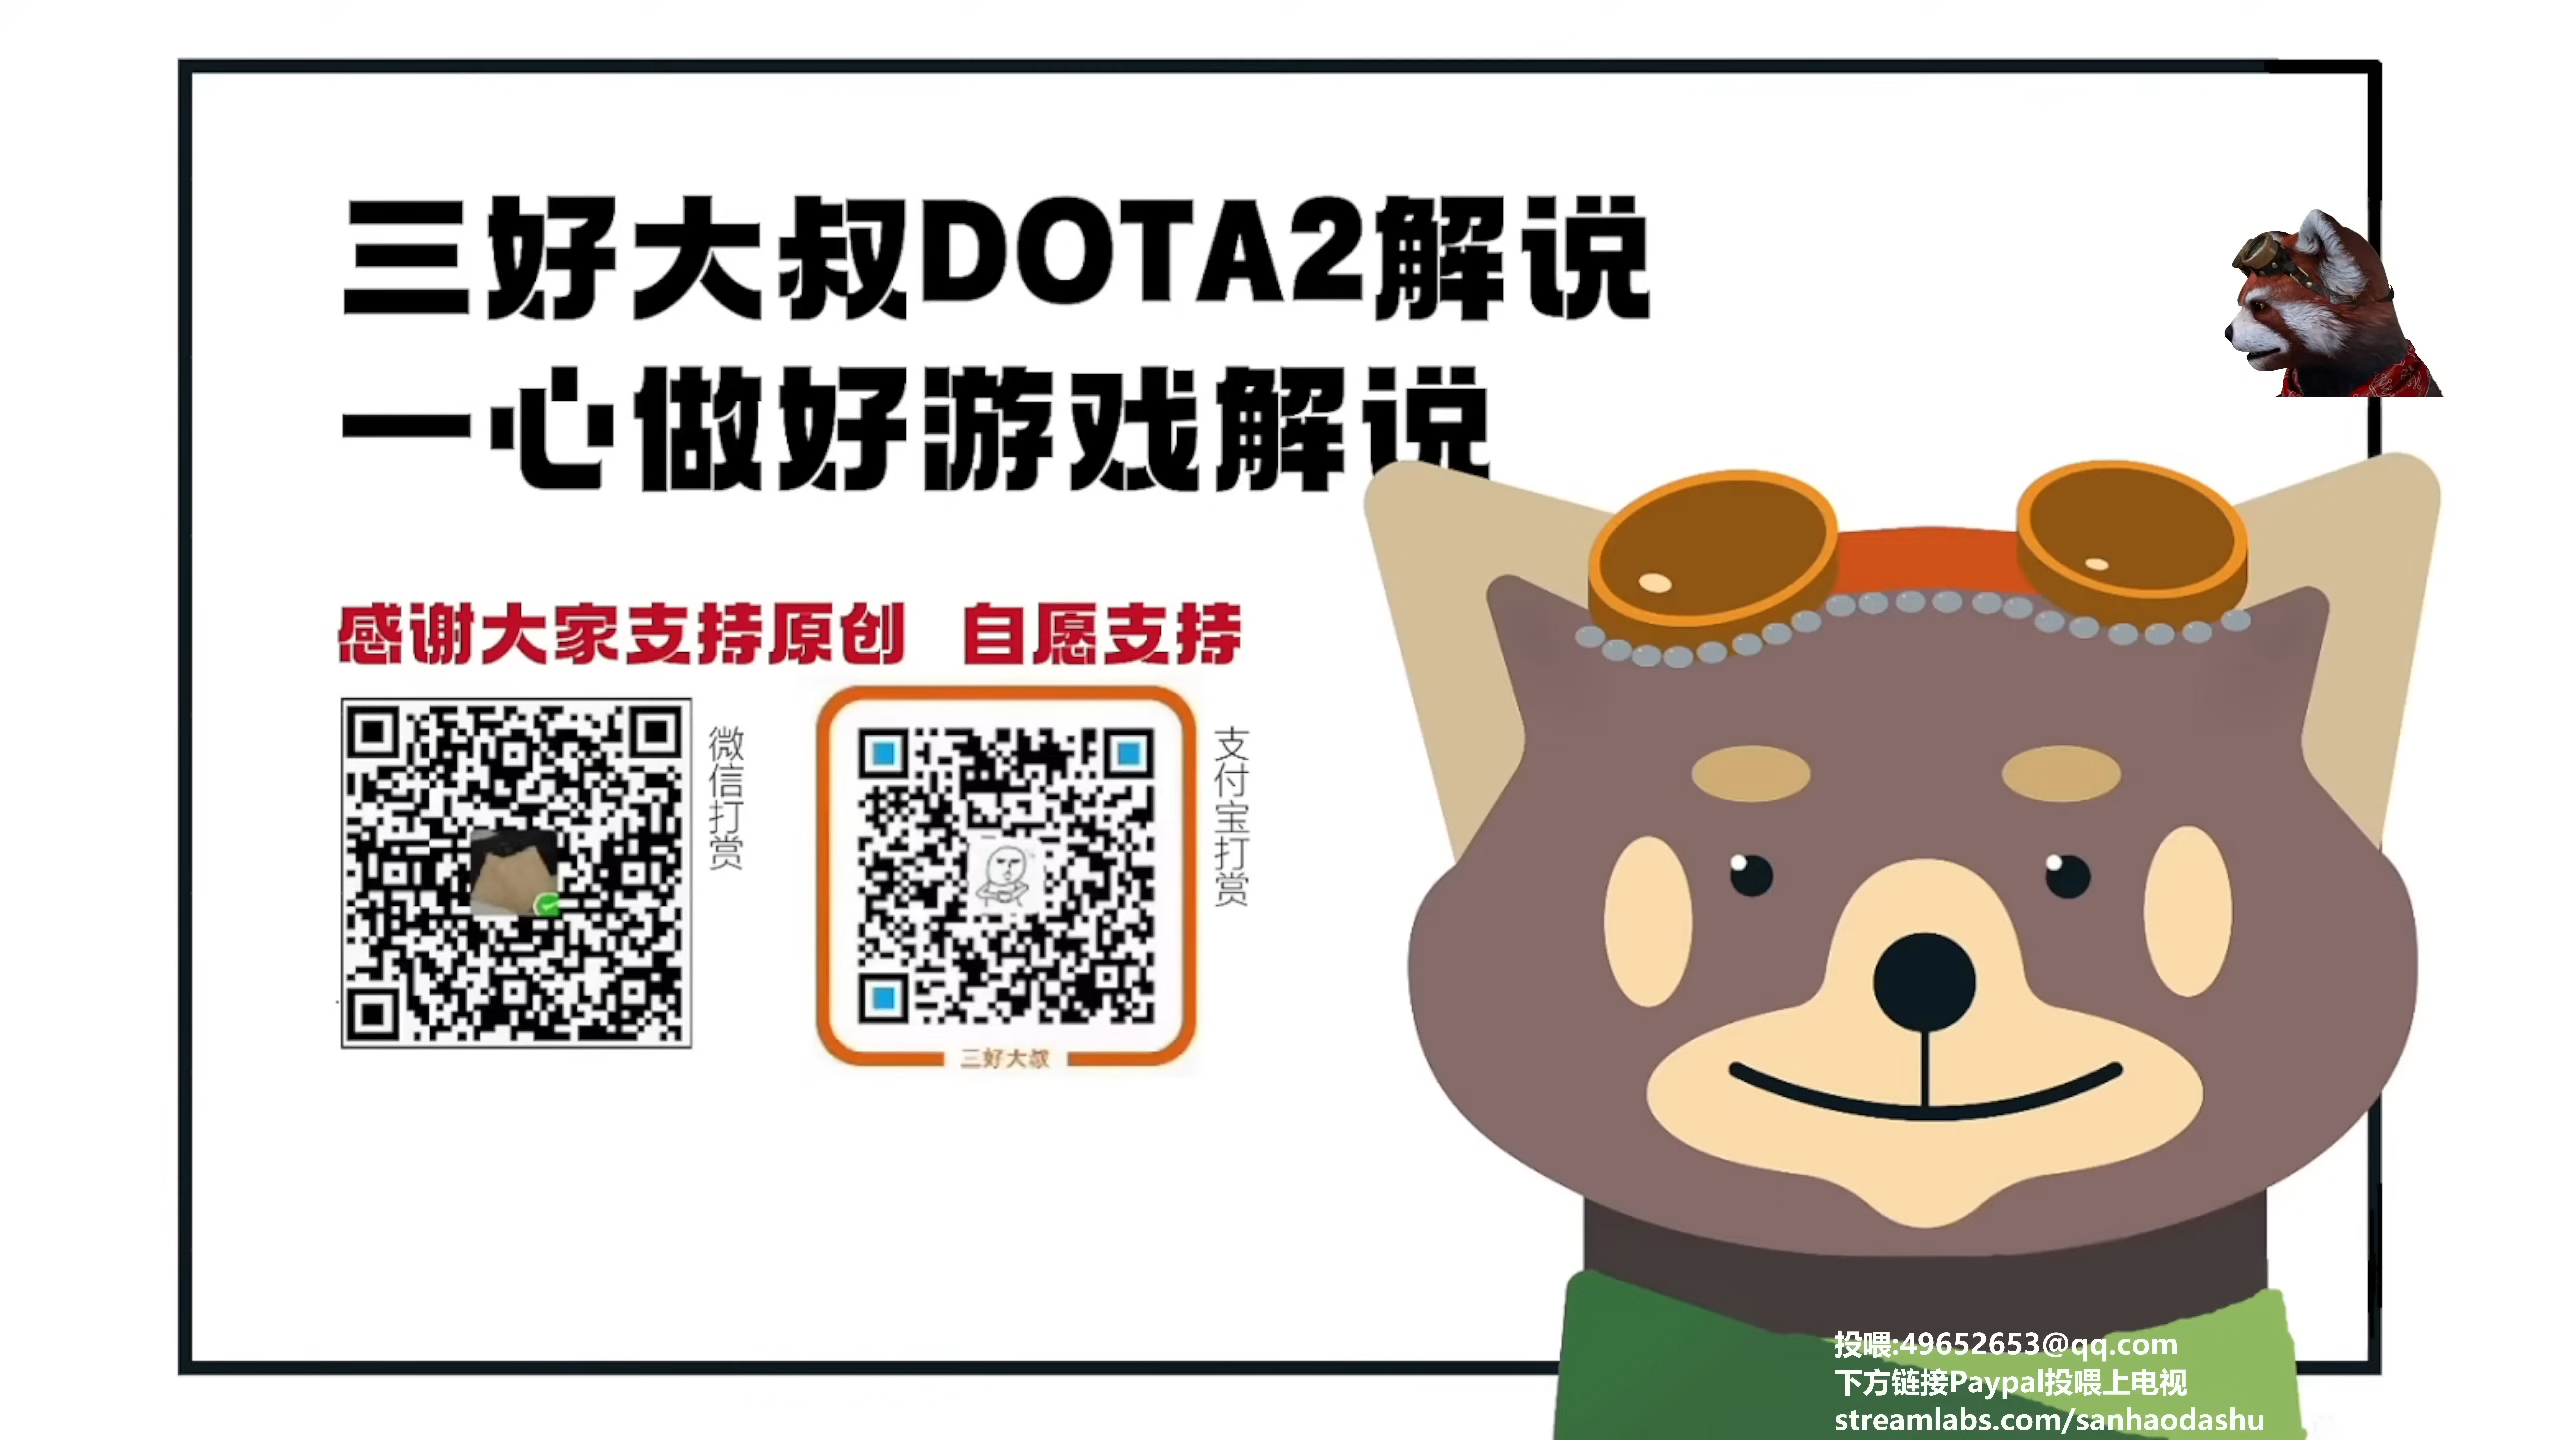 三好大叔DOTA2解说
一心做好游戏解说
感谢大家支持原创 自愿支持
微信打赏
支付宝打赏
三好大叔
投喂:49652653@qq.com
下方链接Paypal投喂上电视
streamlabs.com/sanhaodashu